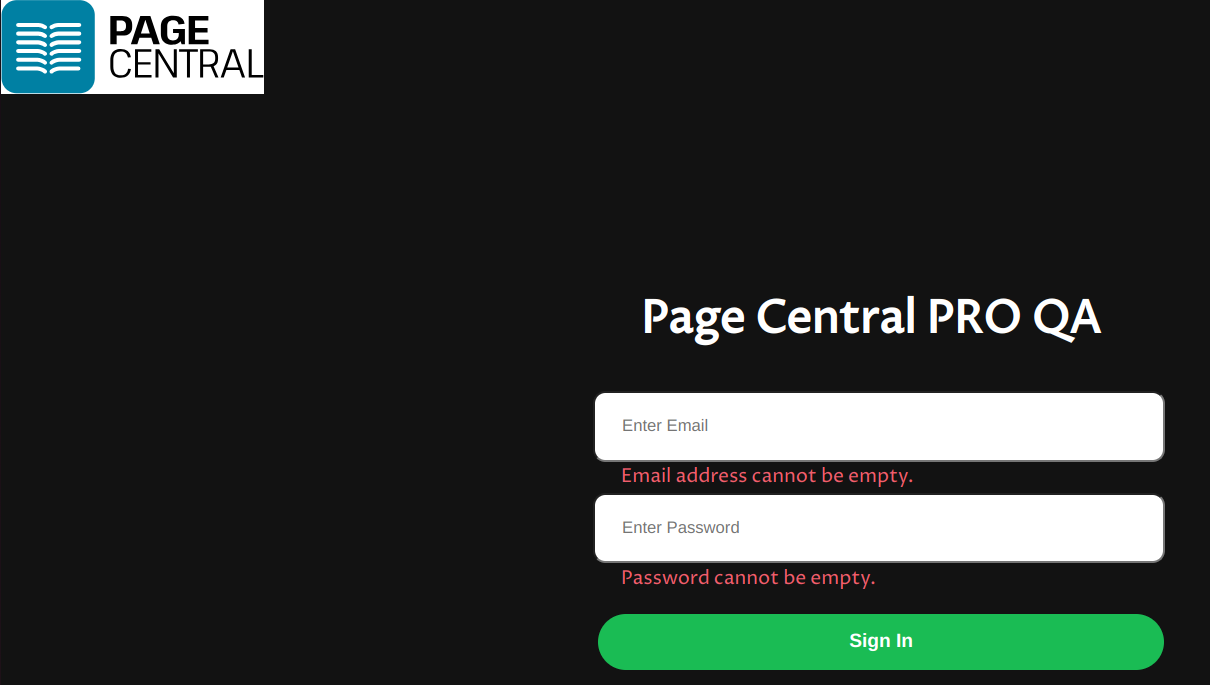 PAGE
CENTRAL
Page Central PRO QA
Enter Email
Email address cannot be empty.
Enter Password
Password cannot be empty.
Sign In